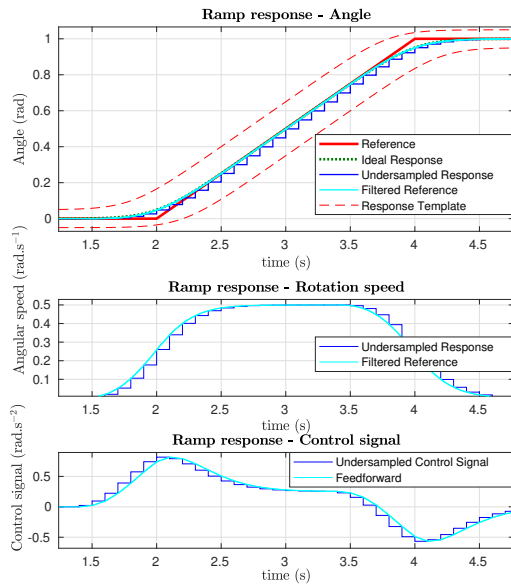 Ramp response - Angle
Angle (rad)
1
0.8
0.6
0.4
0.2
0
Reference
Ideal Response
Undersampled Response
Filtered Reference
Response Template
1.5 2 2.5 3 3.5 4 4.5
time (s)
Ramp response - Rotation speed
Angular speed (rad.s⁻¹)
0.5
0.4
0.3
0.2
0.1
Undersampled Response
Filtered Reference
1.5 2 2.5 3 3.5 4 4.5
time (s)
Ramp response - Control signal
Control signal (rad.s⁻²)
0.5
0
-0.5
Undersampled Control Signal
Feedforward
1.5 2 2.5 3 3.5 4 4.5
time (s)